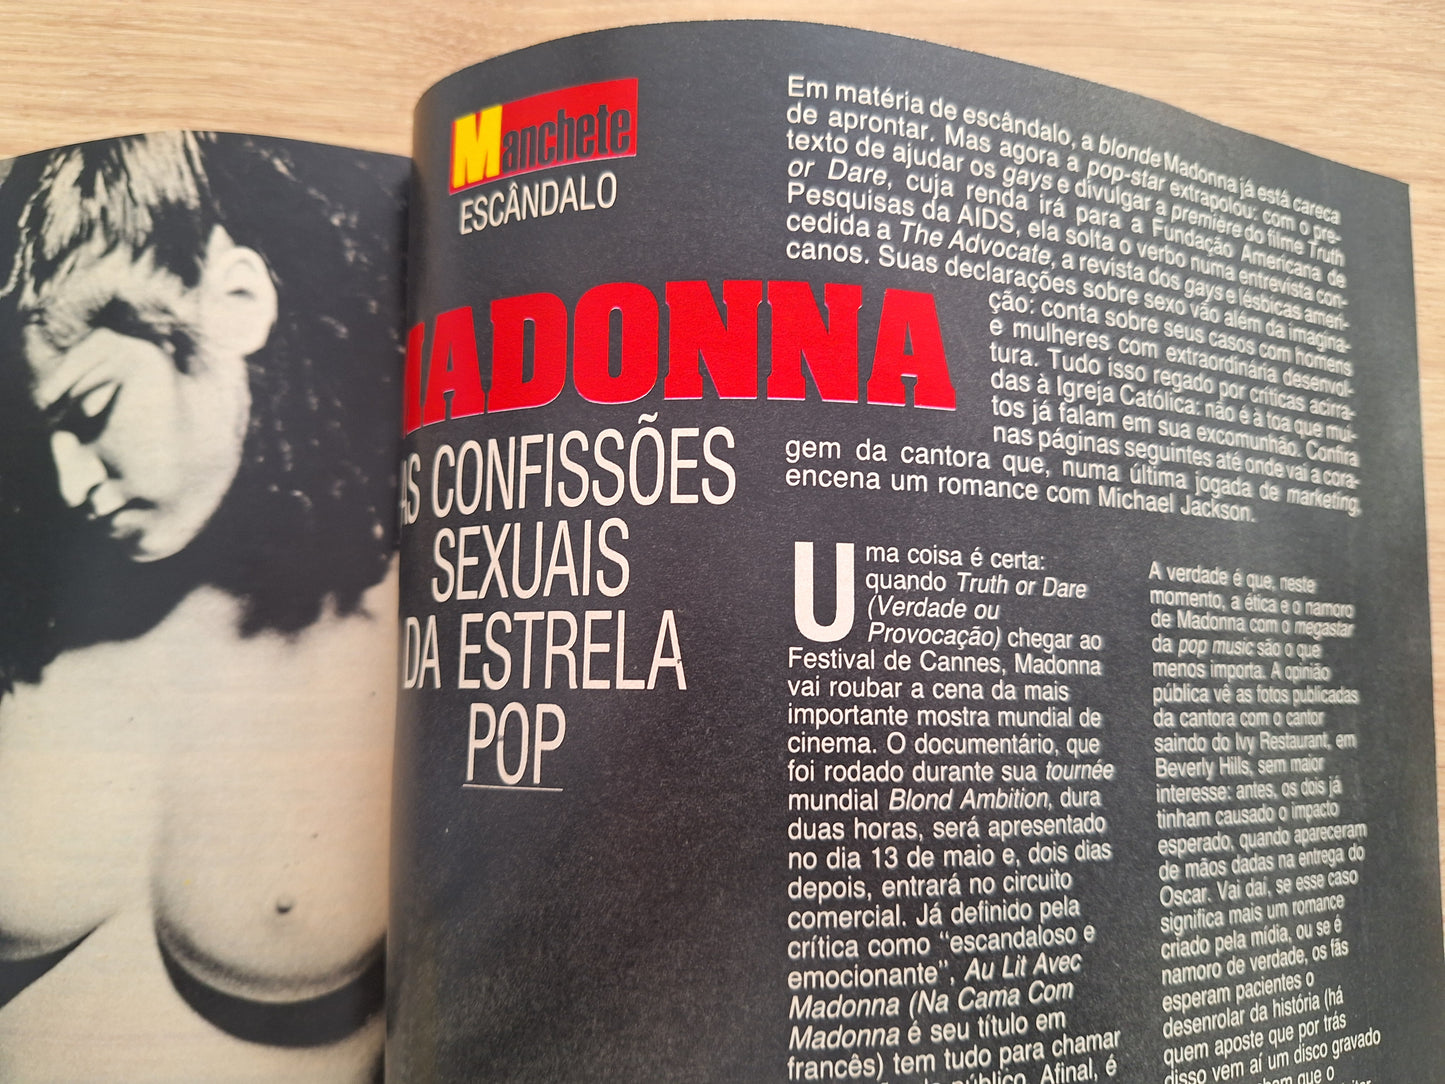 Manchete
ESCÂNDALO
MADONNA
AS CONFISSÕES
SEXUAIS
DA ESTRELA
POP
Em matéria de escândalo, a blonde Madonna já está careca
de aprontar. Mas agora a pop-star extrapolou: com o pre-
texto de ajudar os gays e divulgar a première do filme Truth
or Dare, cuja renda irá para a Fundação Americana de
Pesquisas da AIDS, ela solta o verbo numa entrevista con-
cedida a The Advocate, a revista dos gays e lésbicas ameri-
canos. Suas declarações sobre sexo vão além da imagina-
ção: conta sobre seus casos com homens
e mulheres com extraordinária desenvol-
tura. Tudo isso regado por críticas acirra-
das à Igreja Católica: não é à toa que mui-
tos já falam em sua excomunhão. Confira
nas páginas seguintes até onde vai a cora-
gem da cantora que, numa última jogada de marketing,
encena um romance com Michael Jackson.
Uma coisa é certa:
quando Truth or Dare
(Verdade ou
Provocação) chegar ao
Festival de Cannes, Madonna
vai roubar a cena da mais
importante mostra mundial de
cinema. O documentário, que
foi rodado durante sua tournée
mundial Blond Ambition, dura
duas horas, será apresentado
no dia 13 de maio e, dois dias
depois, entrará no circuito
comercial. Já definido pela
crítica como “escandaloso e
emocionante”, Au Lit Avec
Madonna (Na Cama Com
Madonna é seu título em
francês) tem tudo para chamar
público. Afinal, é
A verdade é que, neste
momento, a ética e o namoro
de Madonna com o megastar
da pop music são o que
menos importa. A opinião
pública vê as fotos publicadas
da cantora com o cantor
saindo do Ivy Restaurant, em
Beverly Hills, sem maior
interesse: antes, os dois já
tinham causado o impacto
esperado, quando apareceram
de mãos dadas na entrega do
Oscar. Vai daí, se esse caso
significa mais um romance
criado pela mídia, ou se é
namoro de verdade, os fãs
esperam pacientes o
desenrolar da história (há
quem aposte que por trás
disso vem aí um disco gravado
que o